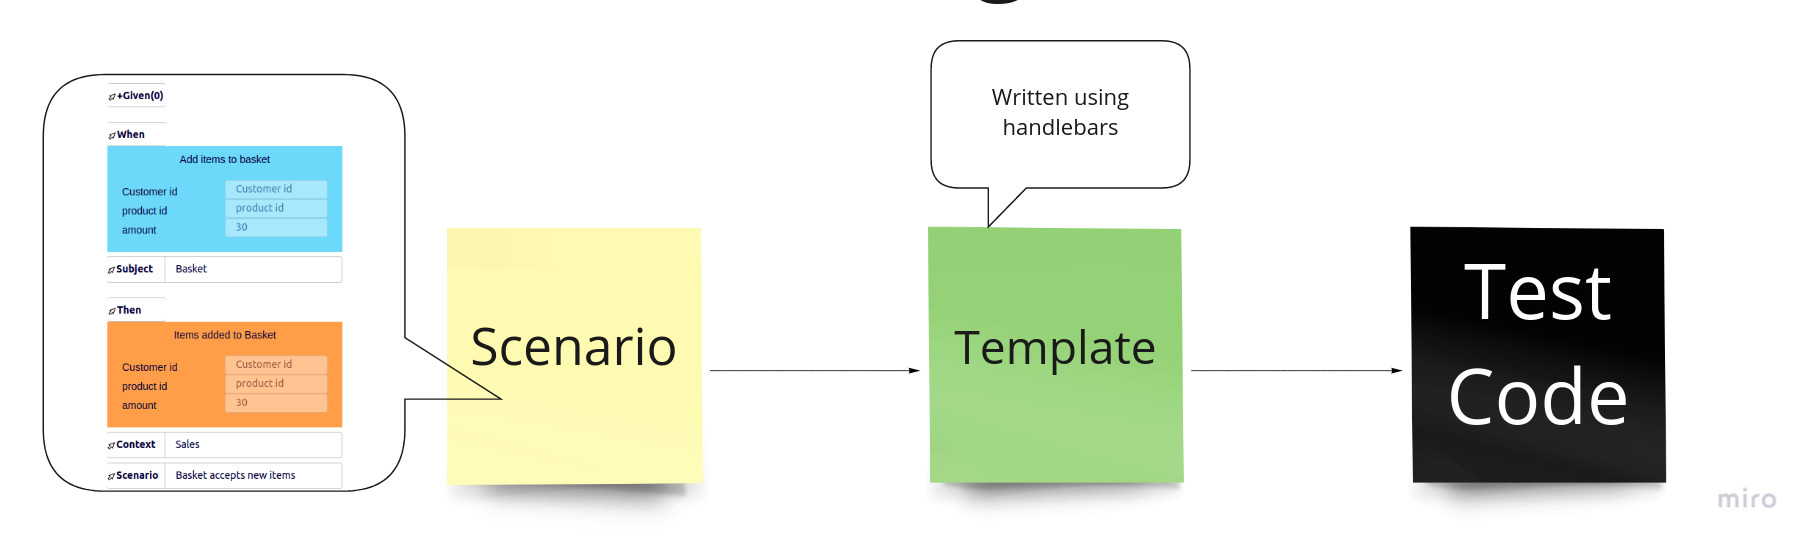 +Given(0)
When
Add items to basket
Customer id Customer id
product id product id
amount 30
Subject Basket
Then
Items added to Basket
Customer id Customer id
product id product id
amount 30
Context Sales
Scenario Basket accepts new items
Scenario
Written using
handlebars
Template
Test
Code
miro